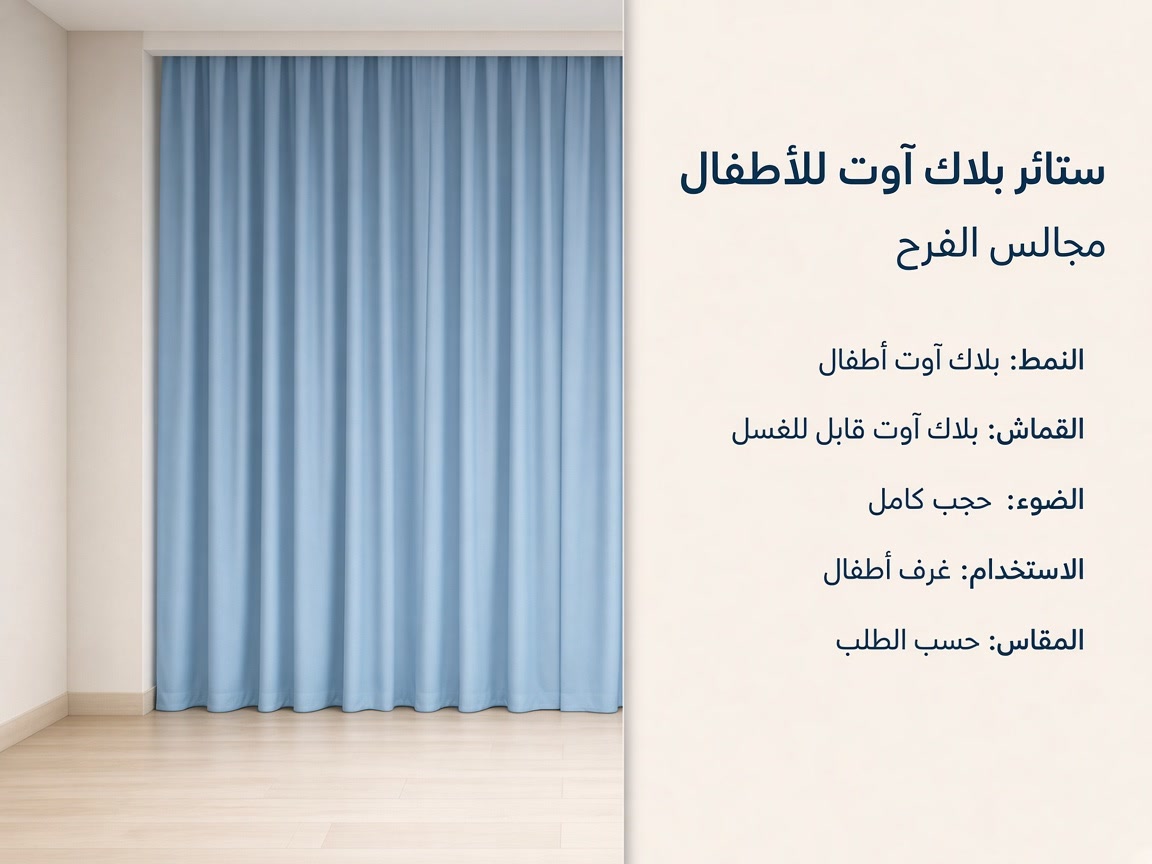 ستائر بلاك آوت للأطفال
مجالس الفرح
النمط: بلاك آوت أطفال
القماش: بلاك آوت قابل للغسل
الضوء: حجب كامل
الاستخدام: غرف أطفال
المقاس: حسب الطلب